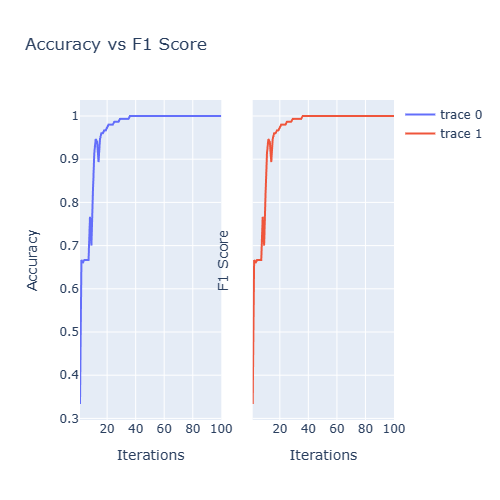 Accuracy vs F1 Score
trace 0
trace 1
1
0.9
0.8
0.7
0.6
0.5
0.4
0.3
Accuracy
F1 Score
20 40 60 80 100
20 40 60 80 100
Iterations
Iterations